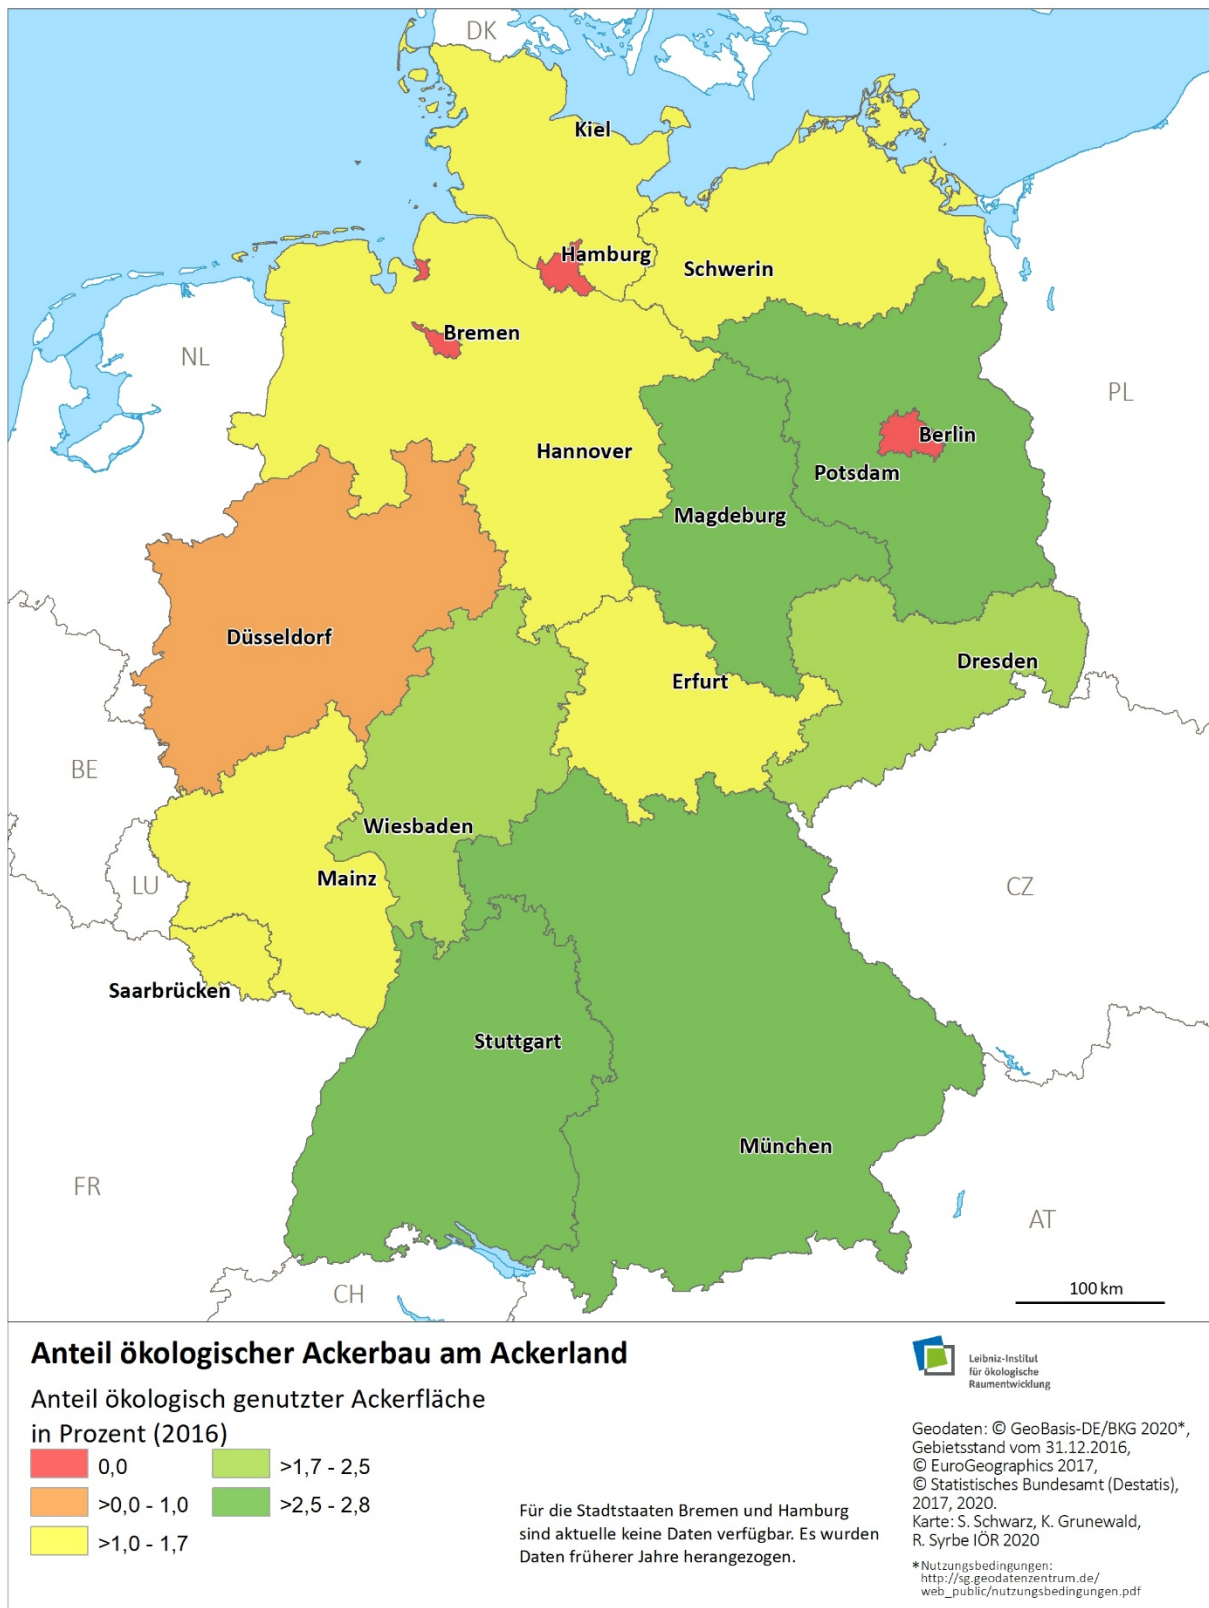 DK
Kiel
Hamburg
Schwerin
Bremen
NL
PL
Berlin
Hannover
Potsdam
Magdeburg
Düsseldorf
Dresden
Erfurt
BE
Wiesbaden
LU
Mainz
CZ
Saarbrücken
Stuttgart
München
FR
AT
CH
100 km
Anteil ökologischer Ackerbau am Ackerland
Anteil ökologisch genutzter Ackerfläche
in Prozent (2016)
0,0
>0,0 - 1,0
>1,0 - 1,7
>1,7 - 2,5
>2,5 - 2,8
Für die Stadtstaaten Bremen und Hamburg
sind aktuelle keine Daten verfügbar. Es wurden
Daten früherer Jahre herangezogen.
Leibniz-Institut
für ökologische
Raumentwicklung
Geodaten: © GeoBasis-DE/BKG 2020*,
Gebietsstand vom 31.12.2016,
© EuroGeographics 2017,
© Statistisches Bundesamt (Destatis),
2017, 2020.
Karte: S. Schwarz, K. Grunewald,
R. Syrbe IÖR 2020
*Nutzungsbedingungen:
http://sg.geodatenzentrum.de/
web_public/nutzungsbedingungen.pdf